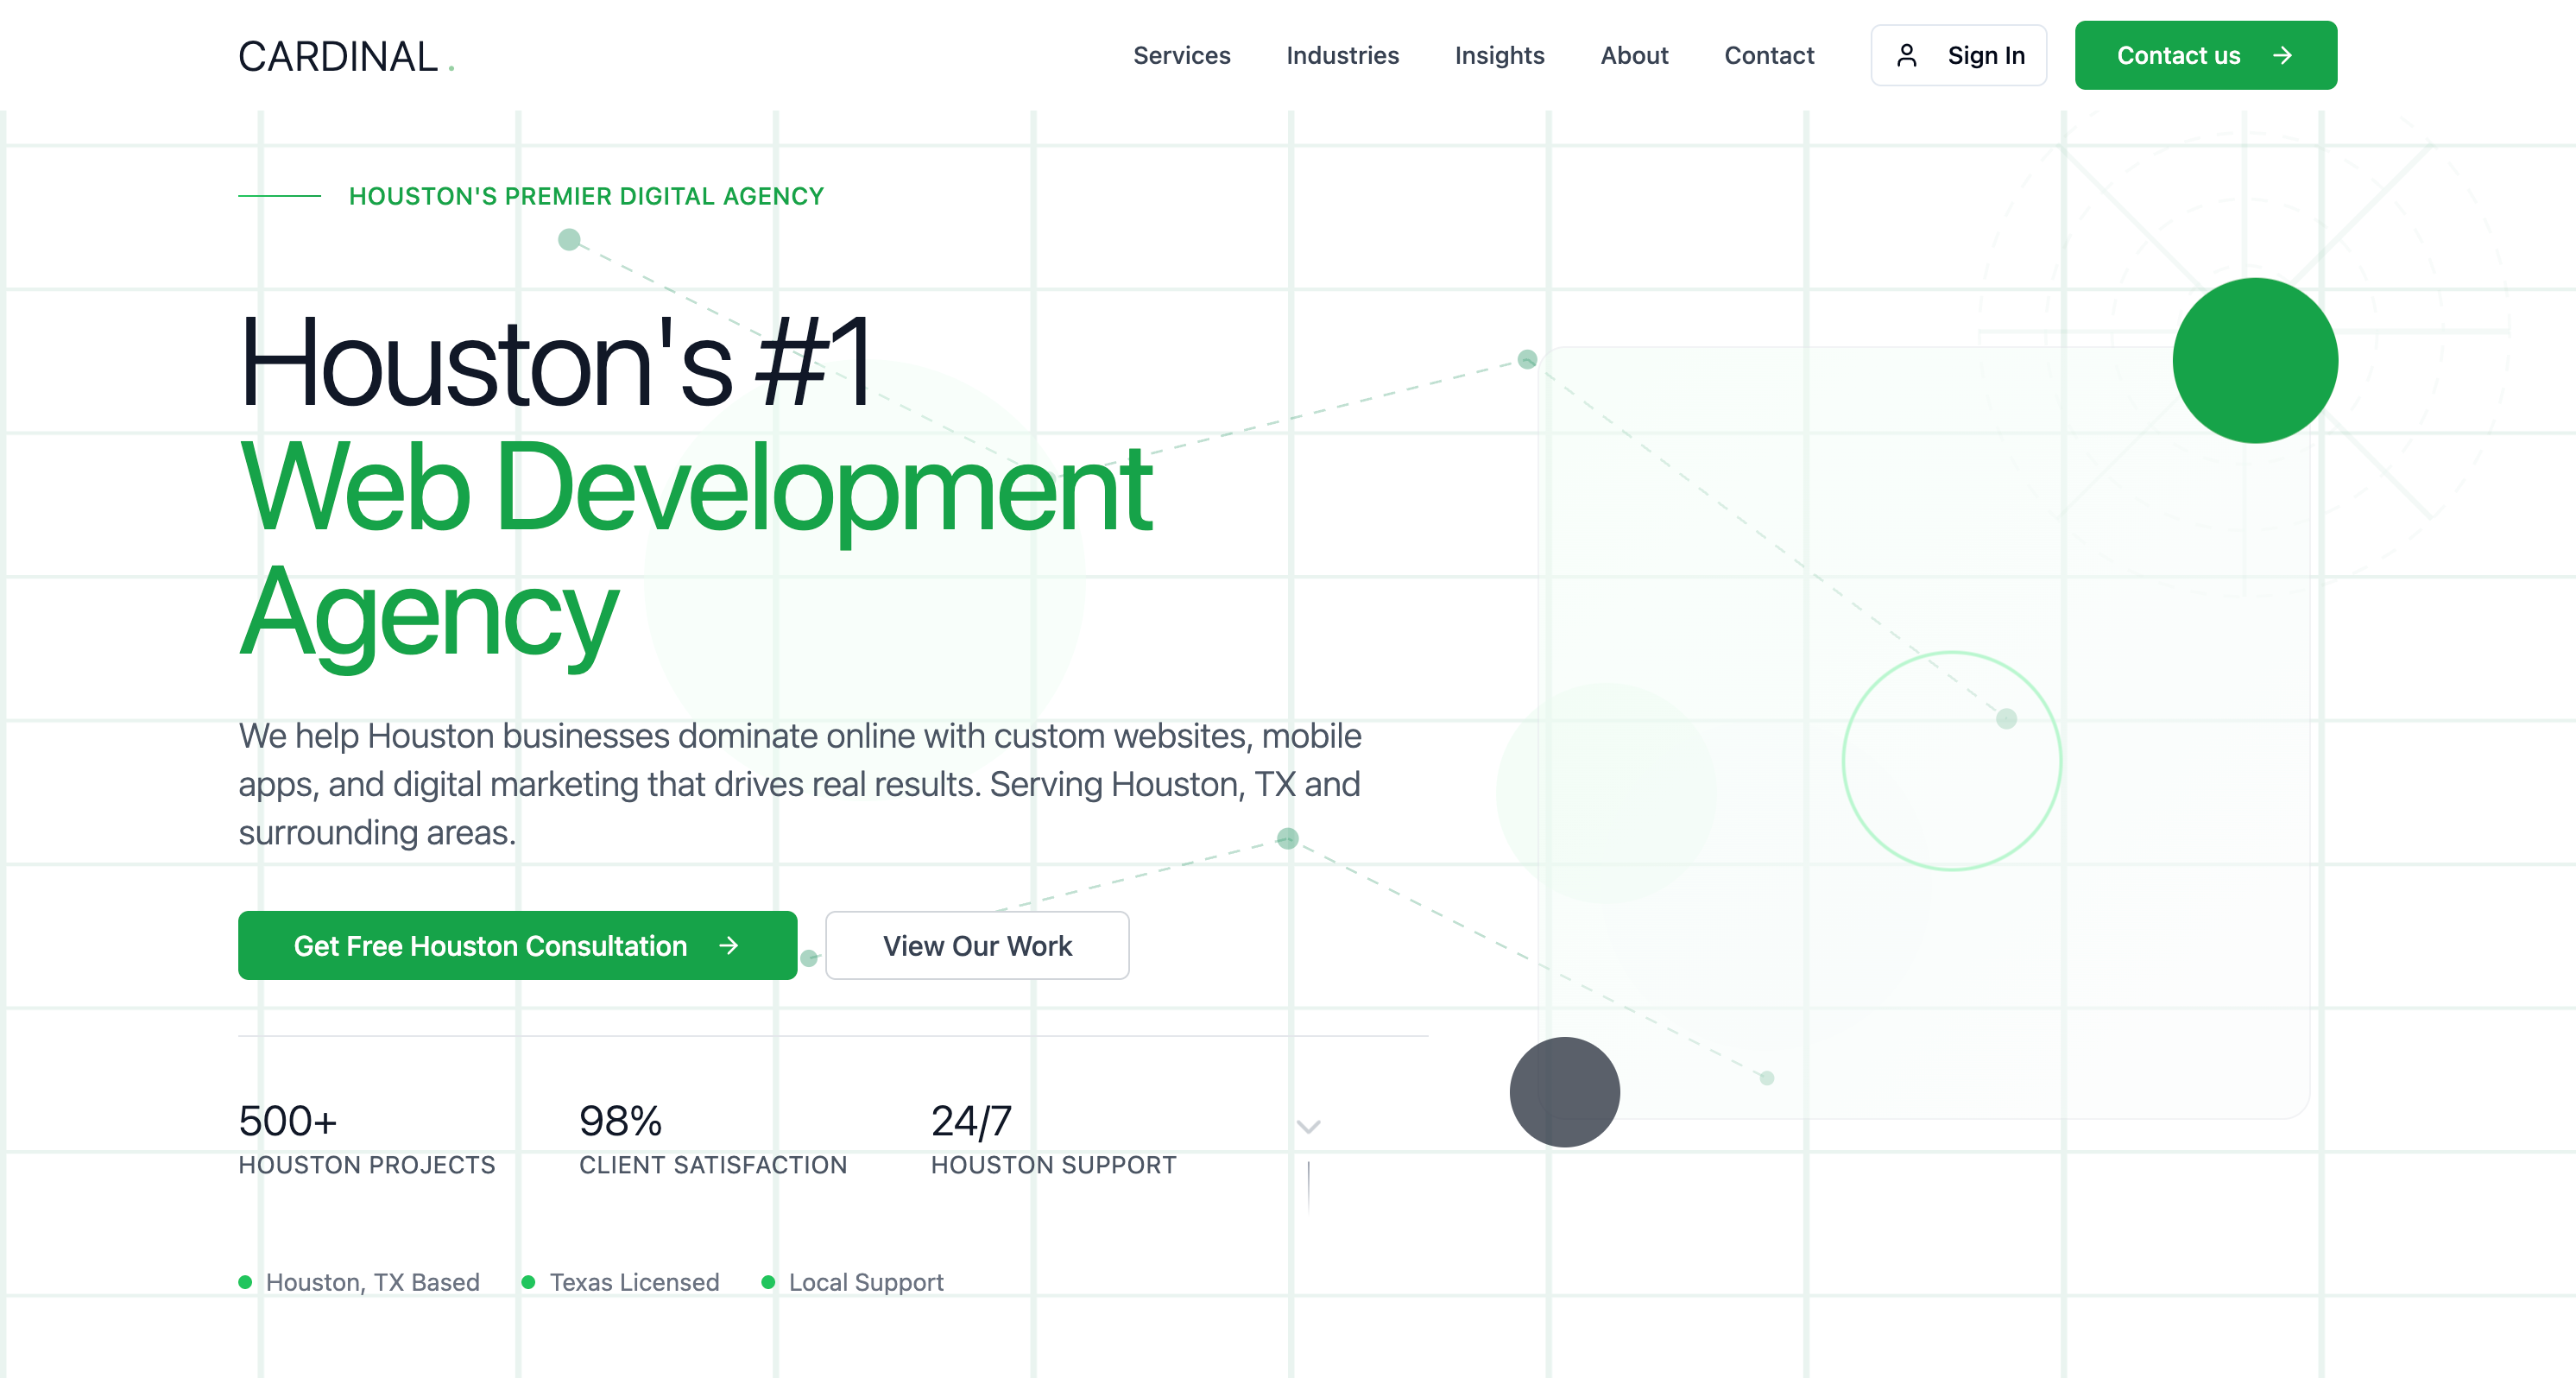 CARDINAL .
Services
Industries
Insights
About
Contact
Sign In
Contact us
HOUSTON'S PREMIER DIGITAL AGENCY
Houston's #1
Web Development
Agency
We help Houston businesses dominate online with custom websites, mobile
apps, and digital marketing that drives real results. Serving Houston, TX and
surrounding areas.
Get Free Houston Consultation
View Our Work
500+
HOUSTON PROJECTS
98%
CLIENT SATISFACTION
24/7
HOUSTON SUPPORT
Houston, TX Based
Texas Licensed
Local Support